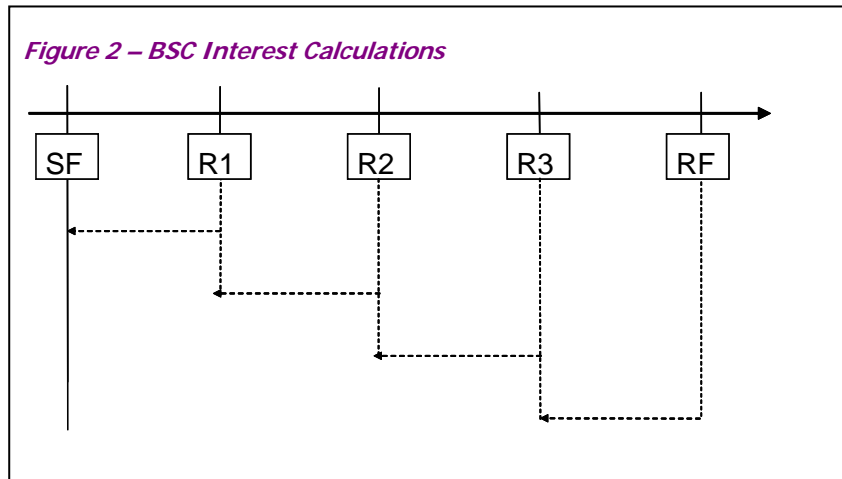 Figure 2 – BSC Interest Calculations
SF R1 R2 R3 RF